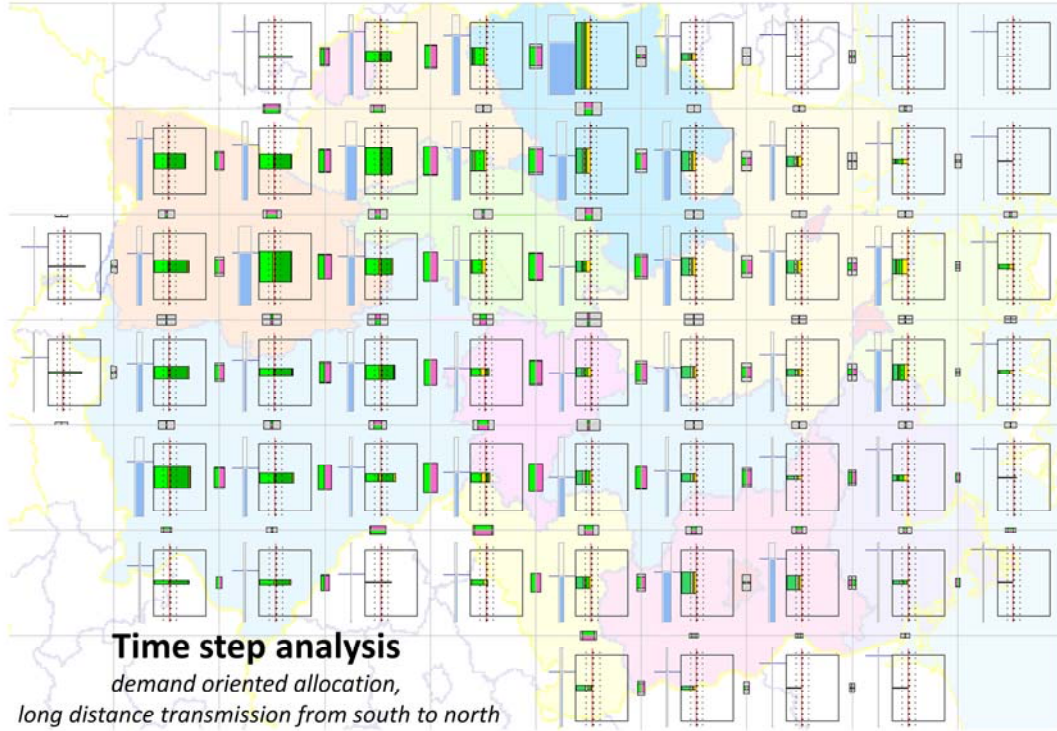 Time step analysis
demand oriented allocation,
long distance transmission from south to north